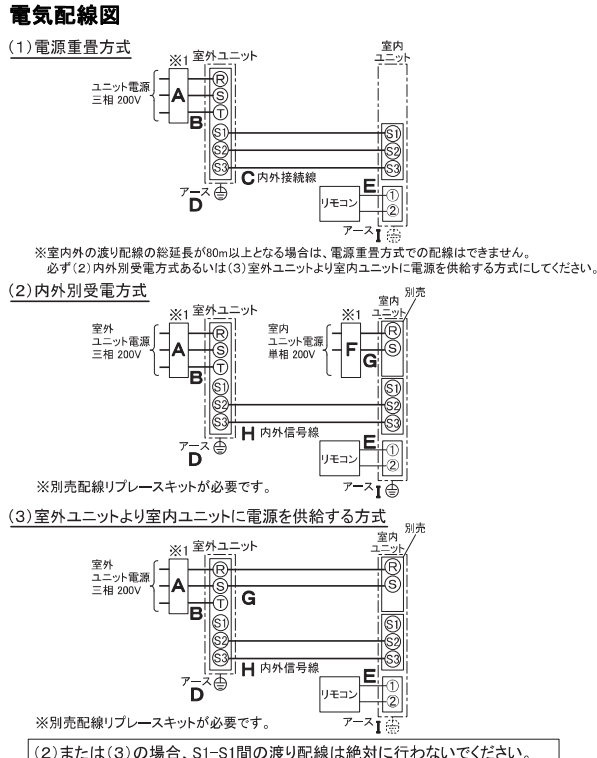 電気配線図
(1)電源重畳方式
※1 室外ユニット
室内
ユニット
ユニット電源
三相 200V
A
B
R
S
T
S1
S2
S3
S1
S2
S3
C 内外接続線
アース
D
E
リモコン
①
②
アース I
※室内外の渡り配線の総延長が80m以上となる場合は、電源重畳方式での配線はできません。
必ず(2)内外別受電方式あるいは(3)室外ユニットより室内ユニットに電源を供給する方式にしてください。
(2)内外別受電方式
※1 室外ユニット
※1
室内
ユニット
別売
室外
ユニット電源
三相 200V
A
B
R
S
T
S1
S2
S3
室内
ユニット電源
単相 200V
F
G
R
S
S1
S2
S3
H 内外信号線
アース
D
E
リモコン
①
②
アース I
※別売配線リプレースキットが必要です。
(3)室外ユニットより室内ユニットに電源を供給する方式
※1 室外ユニット
室内
ユニット
別売
室外
ユニット電源
三相 200V
A
B
R
S
T
S1
S2
S3
G
R
S
S1
S2
S3
H 内外信号線
アース
D
E
リモコン
①
②
アース I
※別売配線リプレースキットが必要です。
(2)または(3)の場合、S1-S1間の渡り配線は絶対に行わないでください。